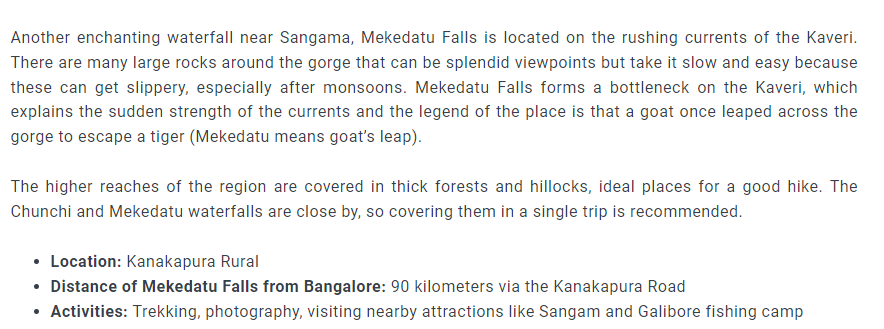 Another enchanting waterfall near Sangama, Mekedatu Falls is located on the rushing currents of the Kaveri.
There are many large rocks around the gorge that can be splendid viewpoints but take it slow and easy because
these can get slippery, especially after monsoons. Mekedatu Falls forms a bottleneck on the Kaveri, which
explains the sudden strength of the currents and the legend of the place is that a goat once leaped across the
gorge to escape a tiger (Mekedatu means goat's leap).
The higher reaches of the region are covered in thick forests and hillocks, ideal places for a good hike. The
Chunchi and Mekedatu waterfalls are close by, so covering them in a single trip is recommended.
• Location: Kanakapura Rural
• Distance of Mekedatu Falls from Bangalore: 90 kilometers via the Kanakapura Road
• Activities: Trekking, photography, visiting nearby attractions like Sangam and Galibore fishing camp